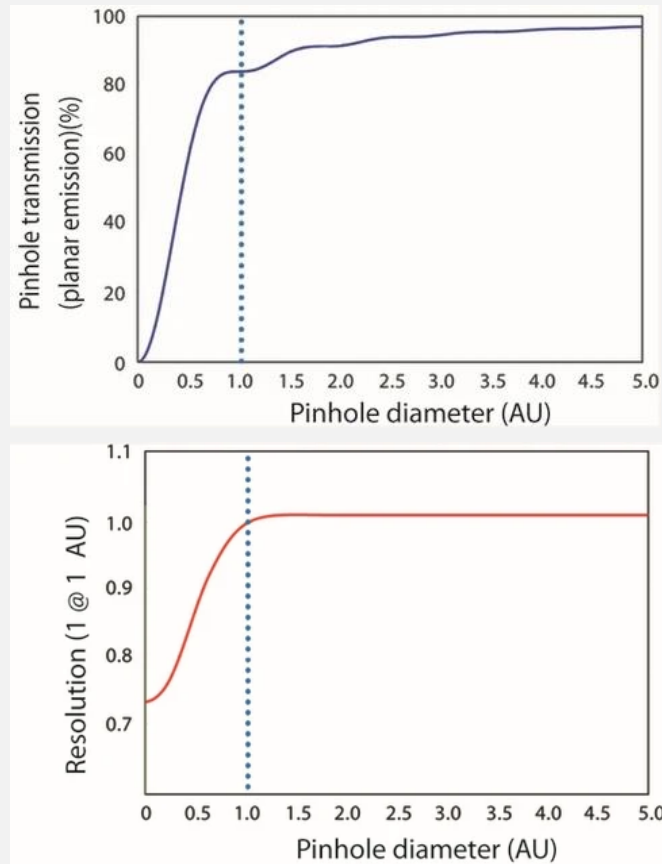 Pinhole transmission
(planar emission)(%)
100
80
60
40
20
0
0 0.5 1.0 1.5 2.0 2.5 3.0 3.5 4.0 4.5 5.0
Pinhole diameter (AU)
Resolution (1 @ 1 AU)
1.1
1.0
0.9
0.8
0.7
0 0.5 1.0 1.5 2.0 2.5 3.0 3.5 4.0 4.5 5.0
Pinhole diameter (AU)